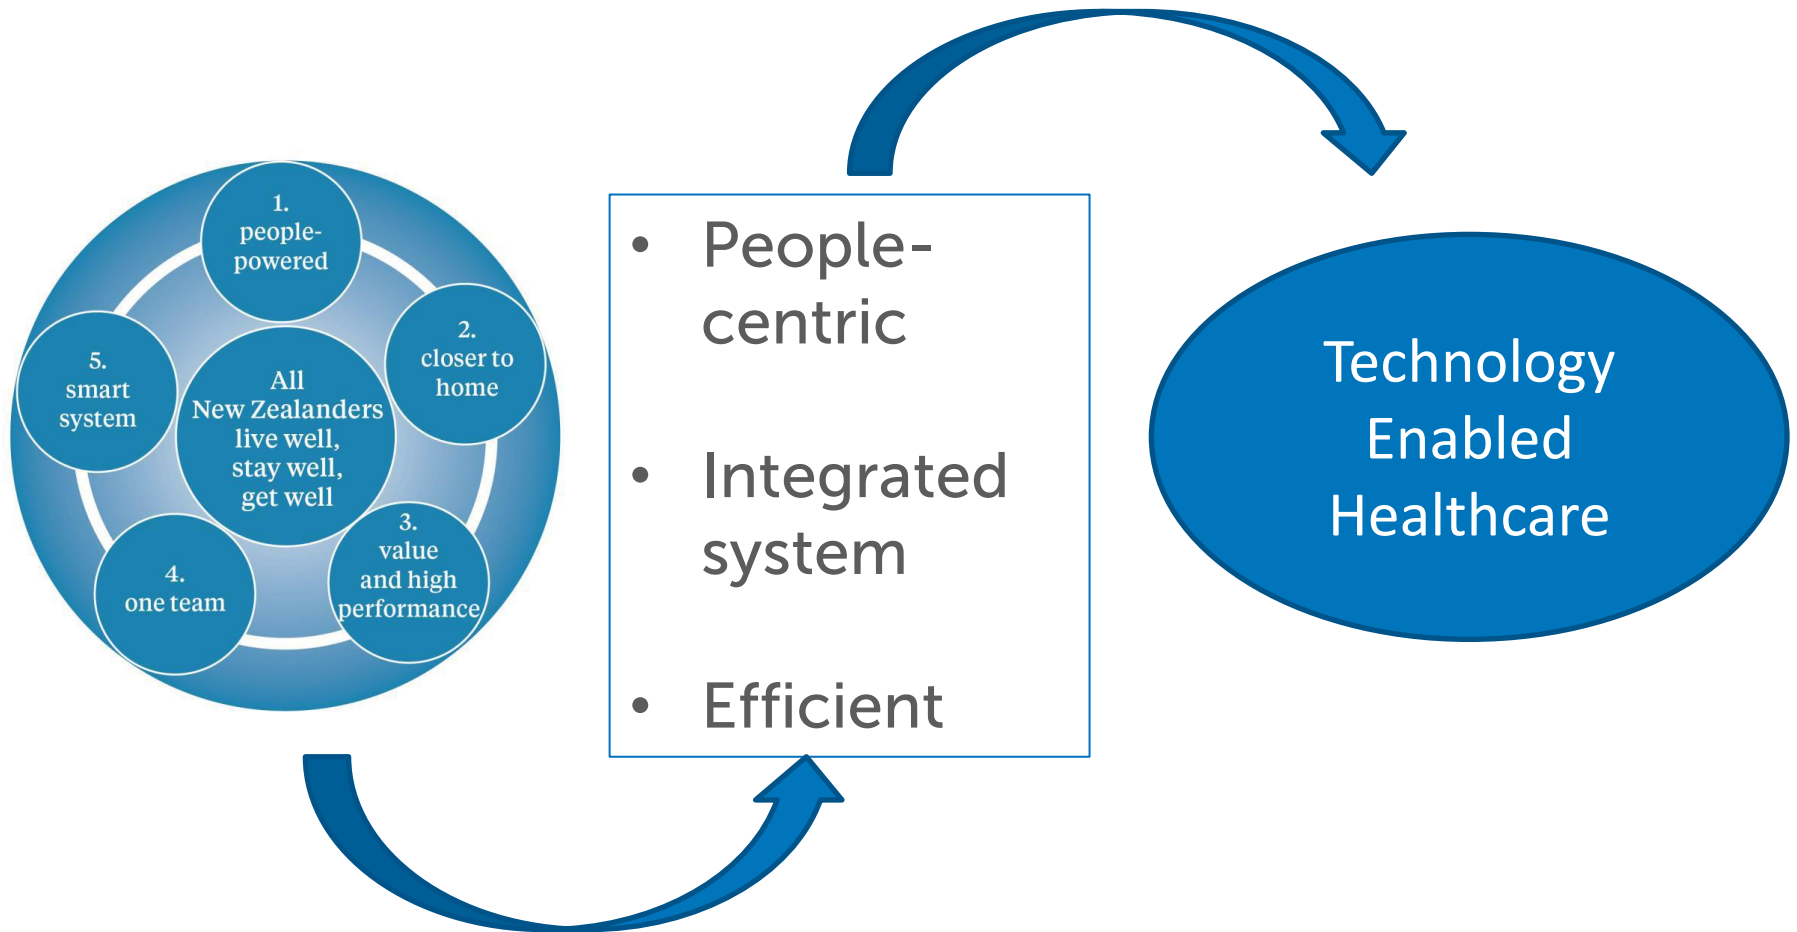 1.
people-
powered
2.
closer to
home
3.
value
and high
performance
4.
one team
5.
smart
system
All
New Zealanders
live well,
stay well,
get well
• People-
centric
• Integrated
system
• Efficient
Technology
Enabled
Healthcare